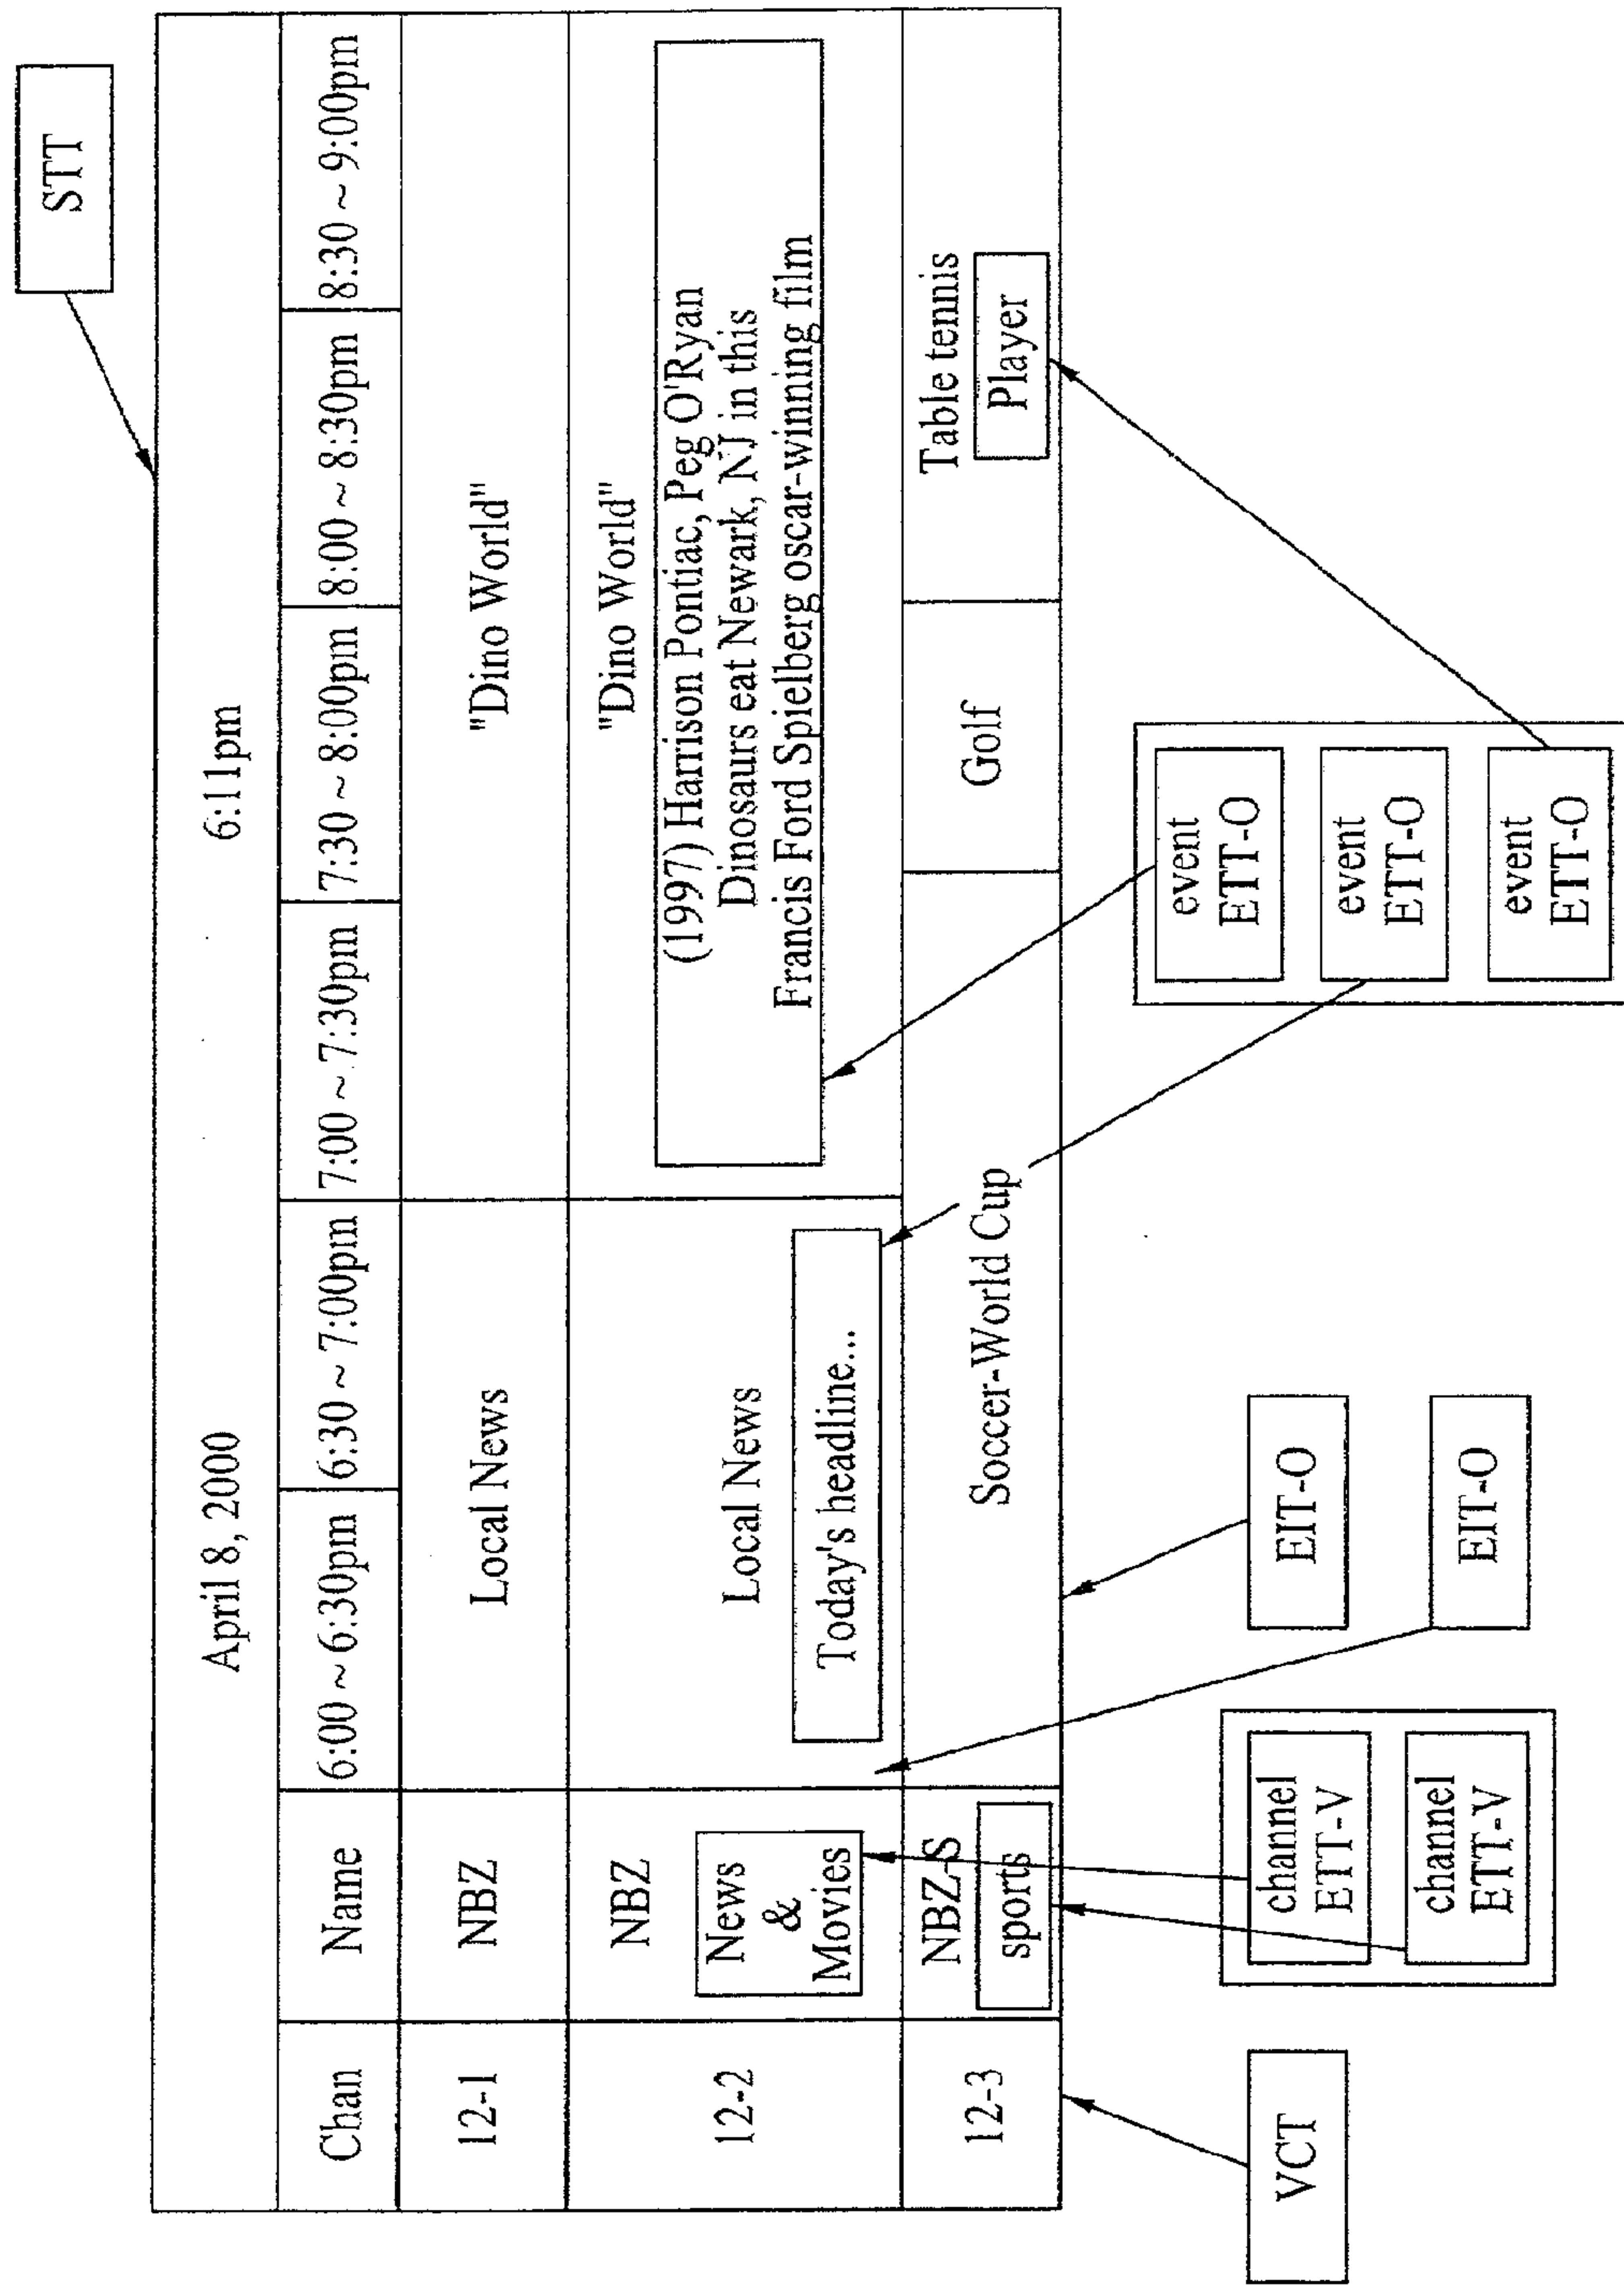 STT
April 8, 2000 6:11pm
Chan Name 6:00 ~ 6:30pm 6:30 ~ 7:00pm 7:00 ~ 7:30pm 7:30 ~ 8:00pm 8:00 ~ 8:30pm 8:30 ~ 9:00pm
12-1 NBZ Local News "Dino World"
12-2 NBZ
News
&
Movies
Local News
Today's headline...
"Dino World"
(1997) Harrison Pontiac, Peg O'Ryan
Dinosaurs eat Newark, NJ in this
Francis Ford Spielberg oscar-winning film
12-3 NBZ-S
sports
Soccer-World Cup
Golf
Table tennis
Player
VCT
channel
ETT-V
channel
ETT-V
EIT-O
EIT-O
event
ETT-O
event
ETT-O
event
ETT-O